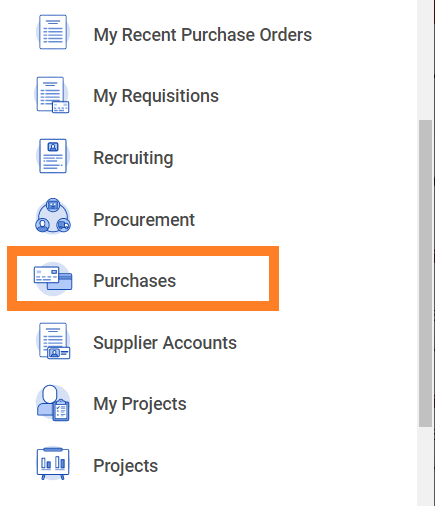 My Recent Purchase Orders
My Requisitions
Recruiting
Procurement
Purchases
Supplier Accounts
My Projects
Projects